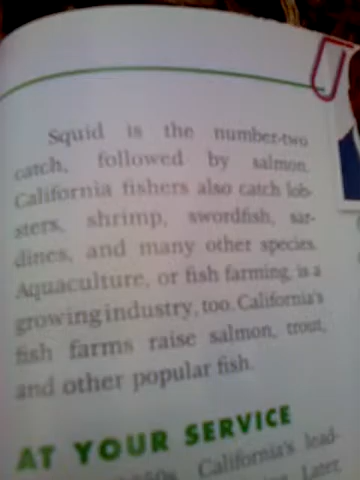 Squid is the number-two
catch, followed by salmon.
California fishers also catch lob-
sters, shrimp, swordfish, sar-
dines, and many other species.
Aquaculture, or fish farming, is a
growing industry, too. California's
fish farms raise salmon, trout,
and other popular fish.
AT YOUR SERVICE
California's lead-
Later,